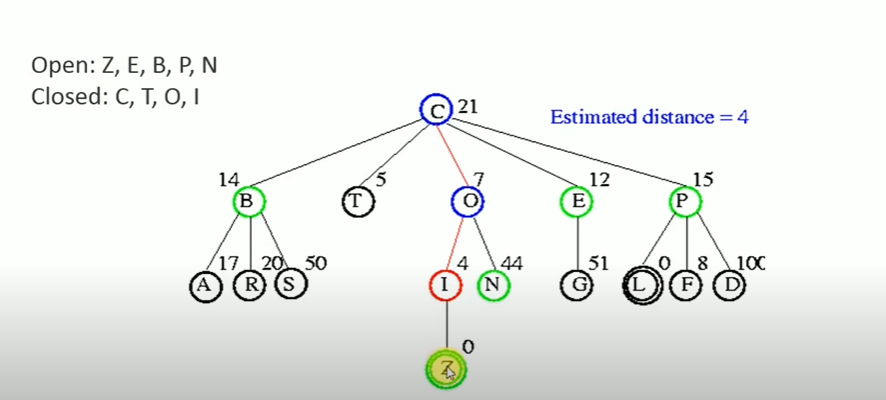 Open: Z, E, B, P, N
Closed: C, T, O, I
C 21
Estimated distance = 4
14 5 7 12 15
B T O E P
17 20 50 4 44 51 0 8 100
A R S I N G L F D
0
Z